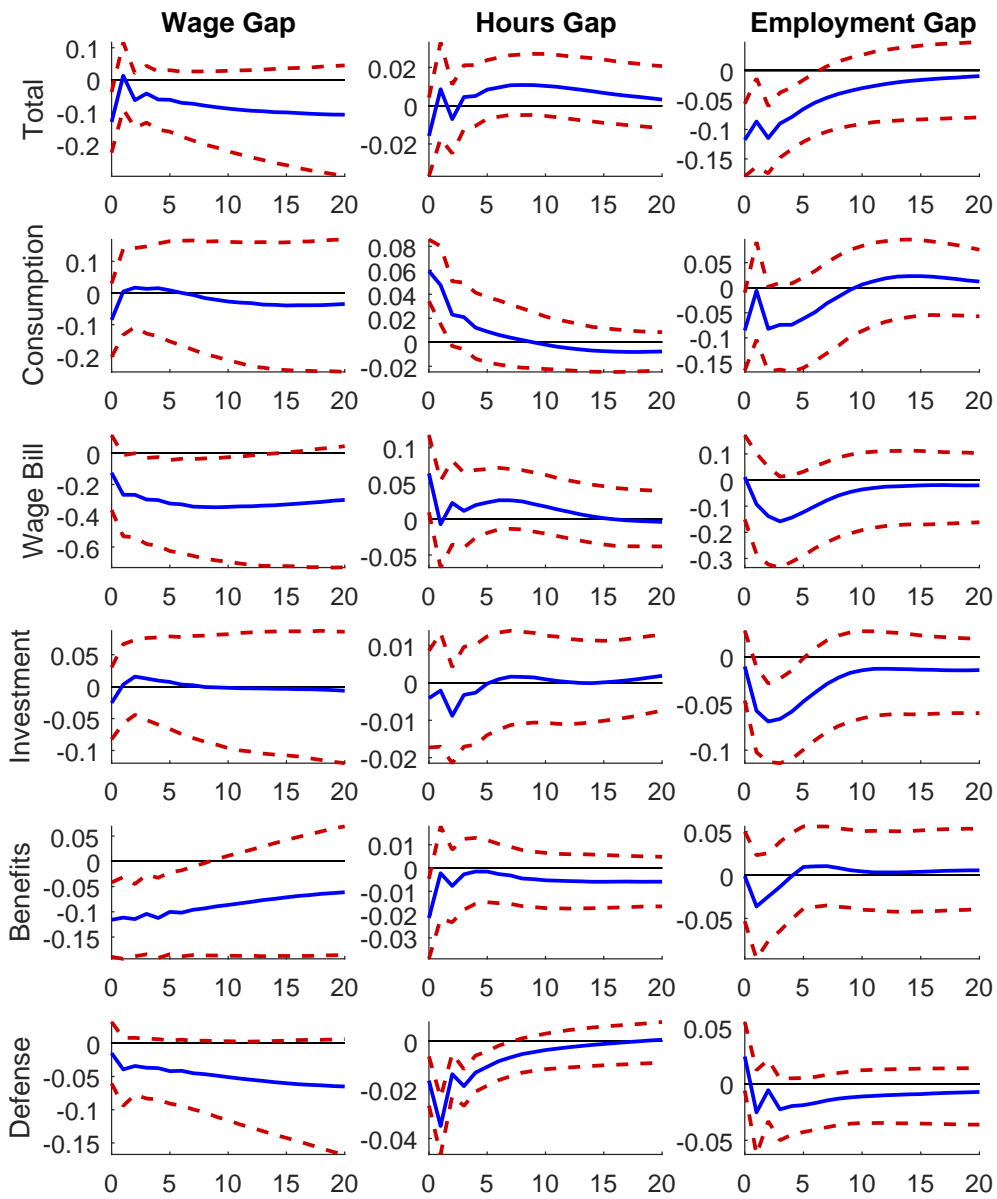 Wage Gap Hours Gap Employment Gap
Total
0.1 0 -0.1 -0.2
0 5 10 15 20
0.02 0 -0.02
0 5 10 15 20
0 -0.05 -0.1 -0.15
0 5 10 15 20
Consumption
0.1 0 -0.1 -0.2
0 5 10 15 20
0.08 0.06 0.04 0.02 0 -0.02
0 5 10 15 20
0.05 0 -0.05 -0.1 -0.15
0 5 10 15 20
Wage Bill
0 -0.2 -0.4 -0.6
0 5 10 15 20
0.1 0.05 0 -0.05
0 5 10 15 20
0.1 0 -0.1 -0.2 -0.3
0 5 10 15 20
Investment
0.05 0 -0.05 -0.1
0 5 10 15 20
0.01 0 -0.01 -0.02
0 5 10 15 20
0 -0.05 -0.1
0 5 10 15 20
Benefits
0.05 0 -0.05 -0.1 -0.15
0 5 10 15 20
0.01 0 -0.01 -0.02 -0.03
0 5 10 15 20
0.05 0 -0.05
0 5 10 15 20
Defense
0 -0.05 -0.1 -0.15
0 5 10 15 20
0 -0.02 -0.04
0 5 10 15 20
0.05 0 -0.05
0 5 10 15 20